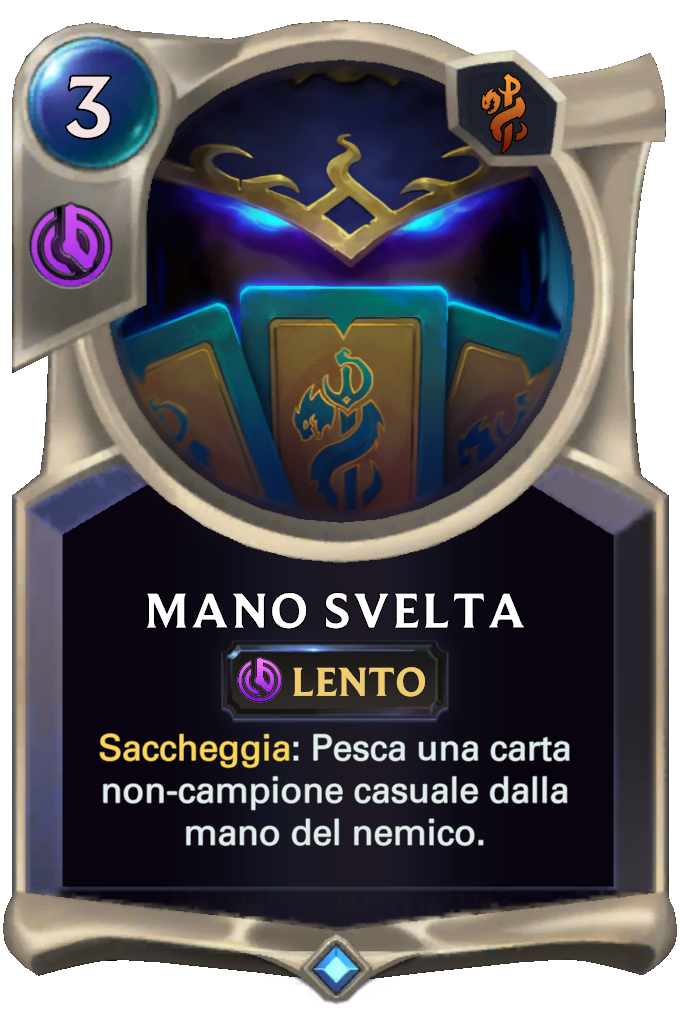 3
MANO SVELTA
LENTO
Saccheggia: Pesca una carta
non-campione casuale dalla
mano del nemico.